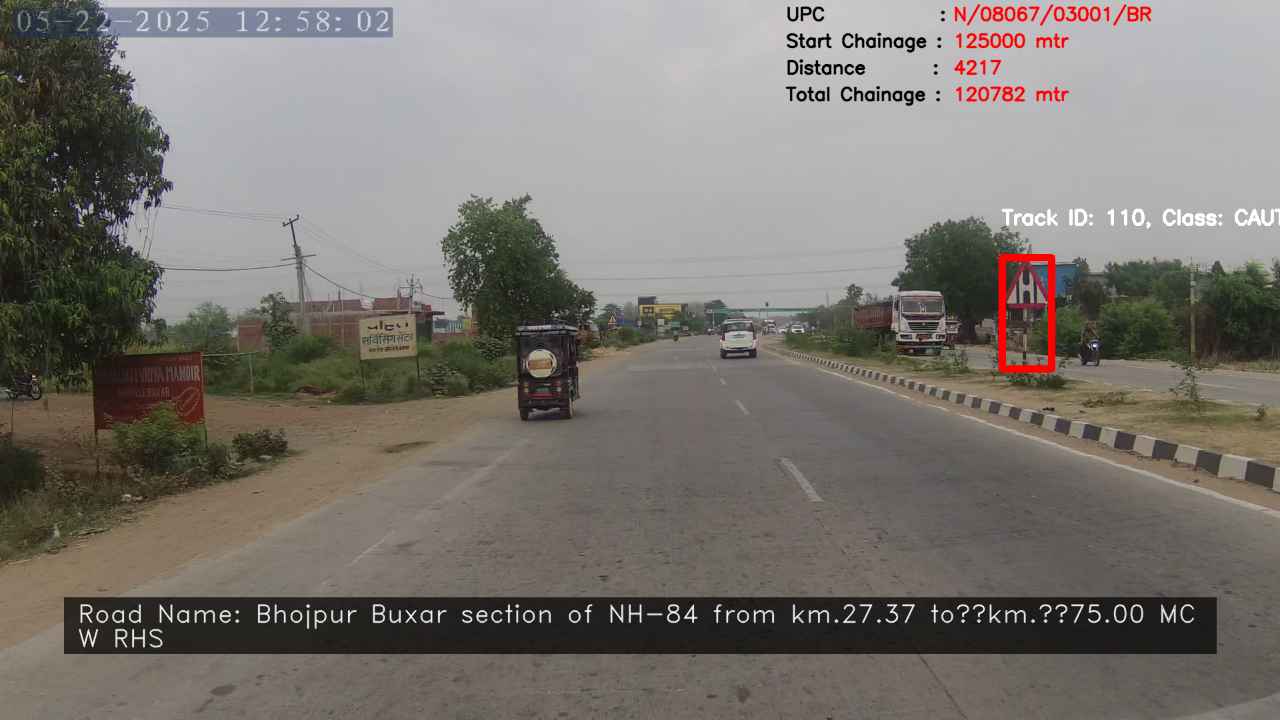 05-22-2025 12:58:02
UPC : N/08067/03001/BR
Start Chainage : 125000 mtr
Distance : 4217
Total Chainage : 120782 mtr
Track ID: 110, Class: CAUT
सर्विसिंग सेंटर
Road Name: Bhojpur Buxar section of NH-84 from km.27.37 to??km.??75.00 MC
W RHS